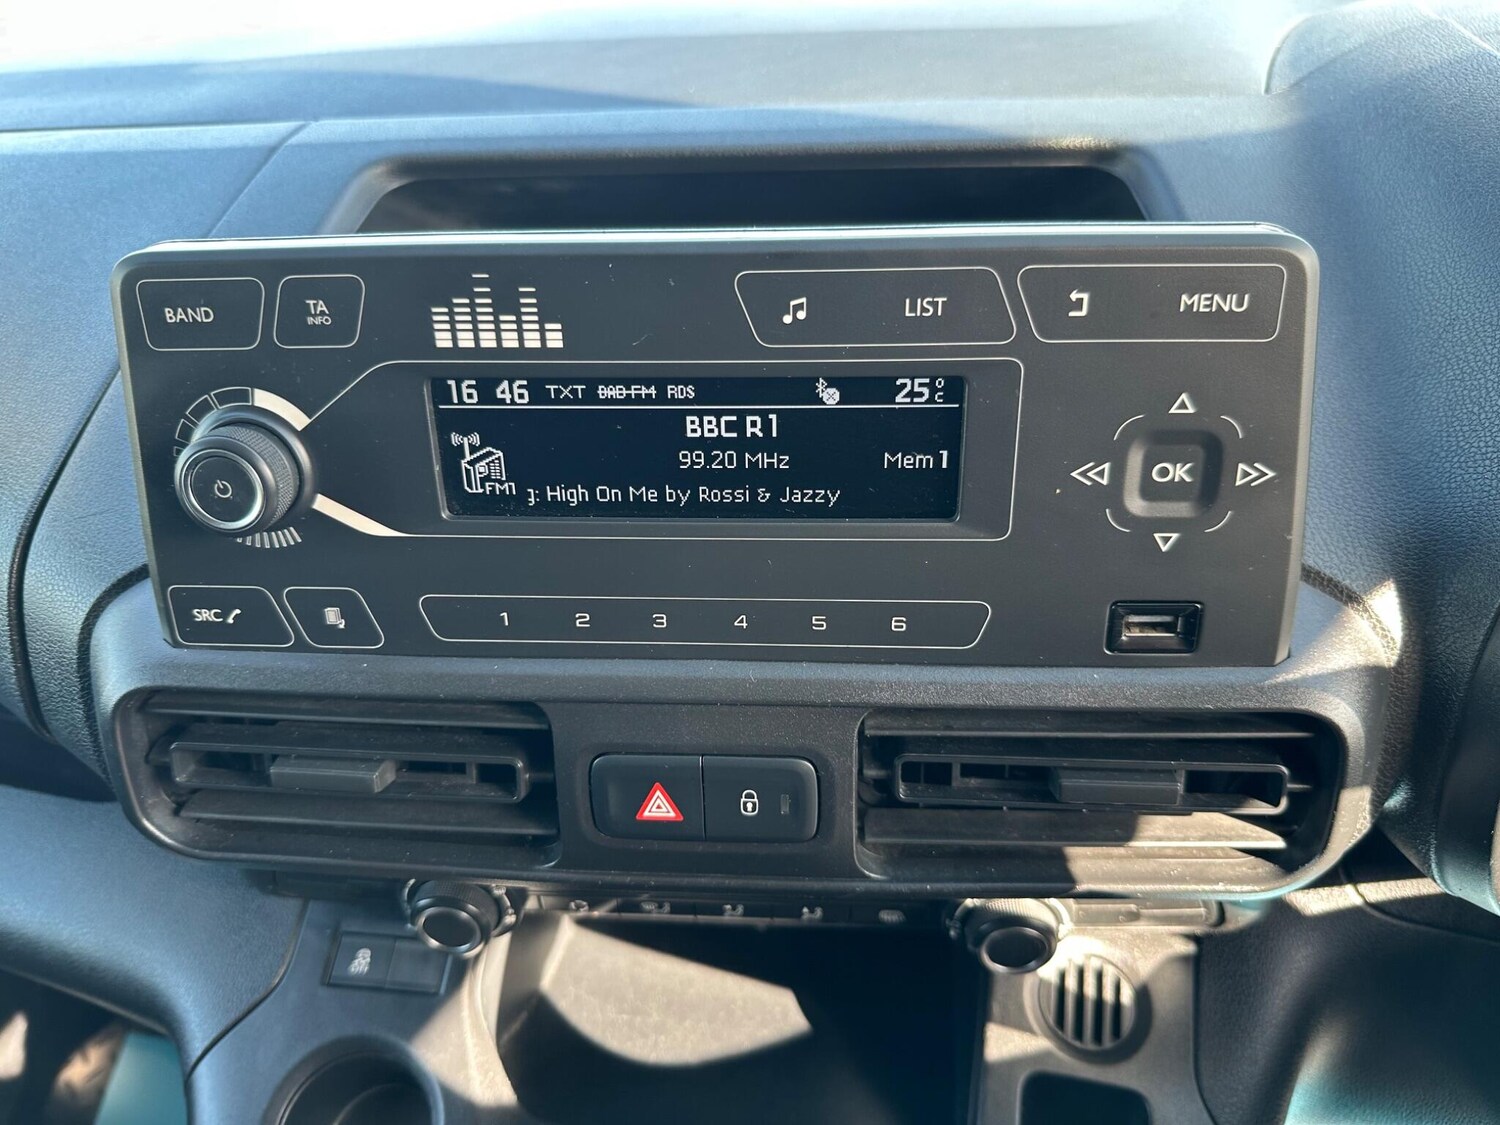 BAND
TA
INFO
LIST
MENU
16 46 TXT DAB-FM RDS 25°C
BBC R1
99.20 MHz Mem 1
FM1 g: High On Me by Rossi & Jazzy
OK
SRC
1 2 3 4 5 6